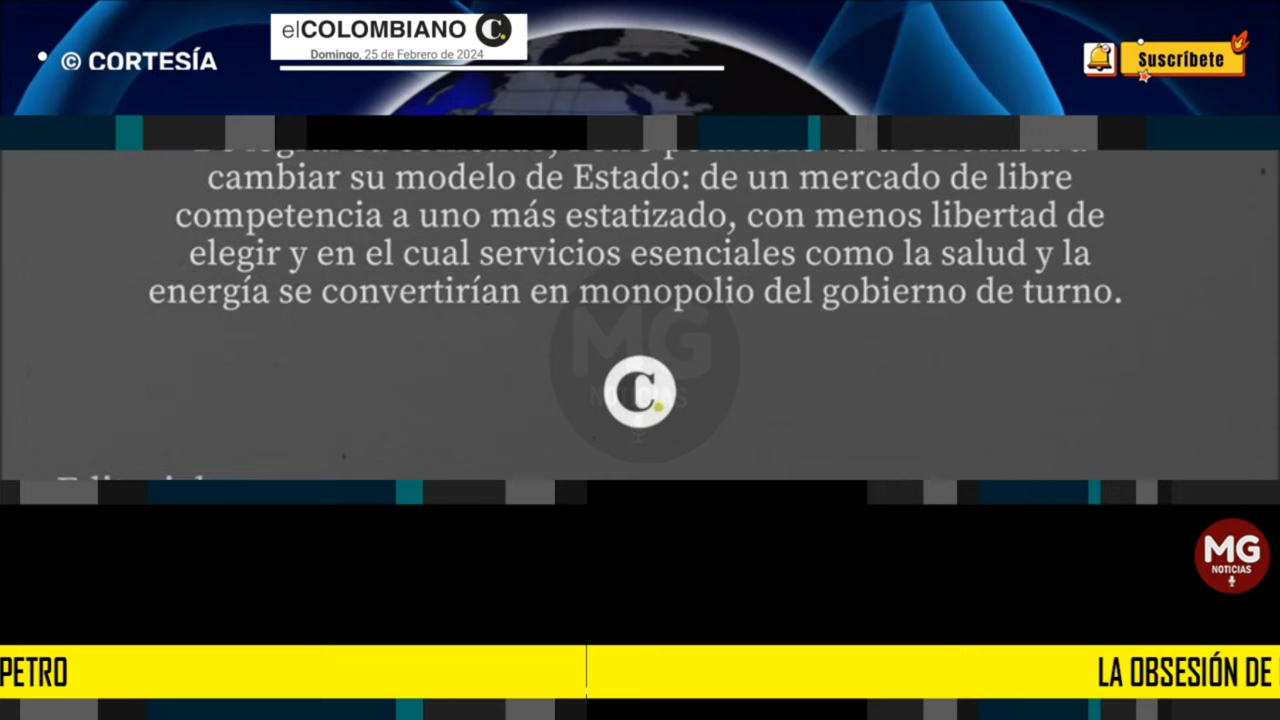 elCOLOMBIANO C.
Domingo, 25 de Febrero de 2024
© CORTESÍA
Suscríbete
cambiar su modelo de Estado: de un mercado de libre
competencia a uno más estatizado, con menos libertad de
elegir y en el cual servicios esenciales como la salud y la
energía se convertirían en monopolio del gobierno de turno.
MG
NOTICIAS
C.
MG
NOTICIAS
PETRO
LA OBSESIÓN DE